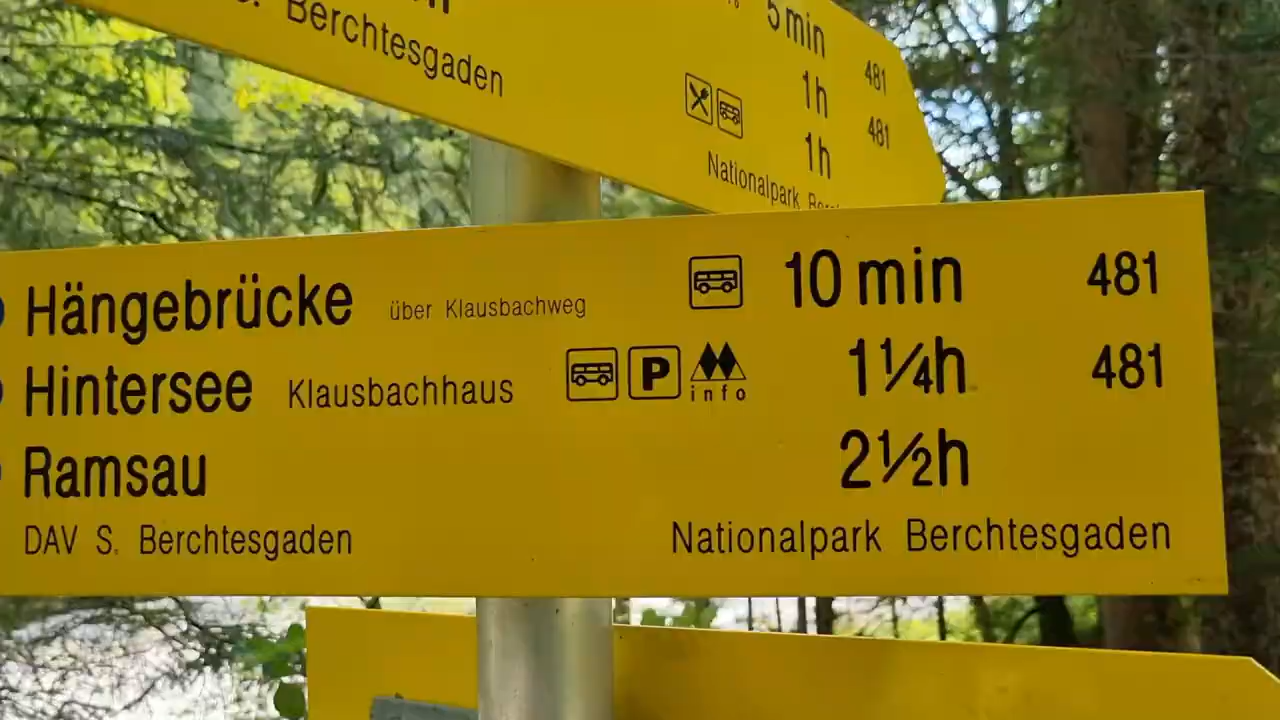 S. Berchtesgaden
5 min
1h 481
1h 481
Nationalpark
Hängebrücke über Klausbachweg 10 min 481
Hintersee Klausbachhaus P info 1¼h 481
Ramsau 2½h
DAV S. Berchtesgaden Nationalpark Berchtesgaden